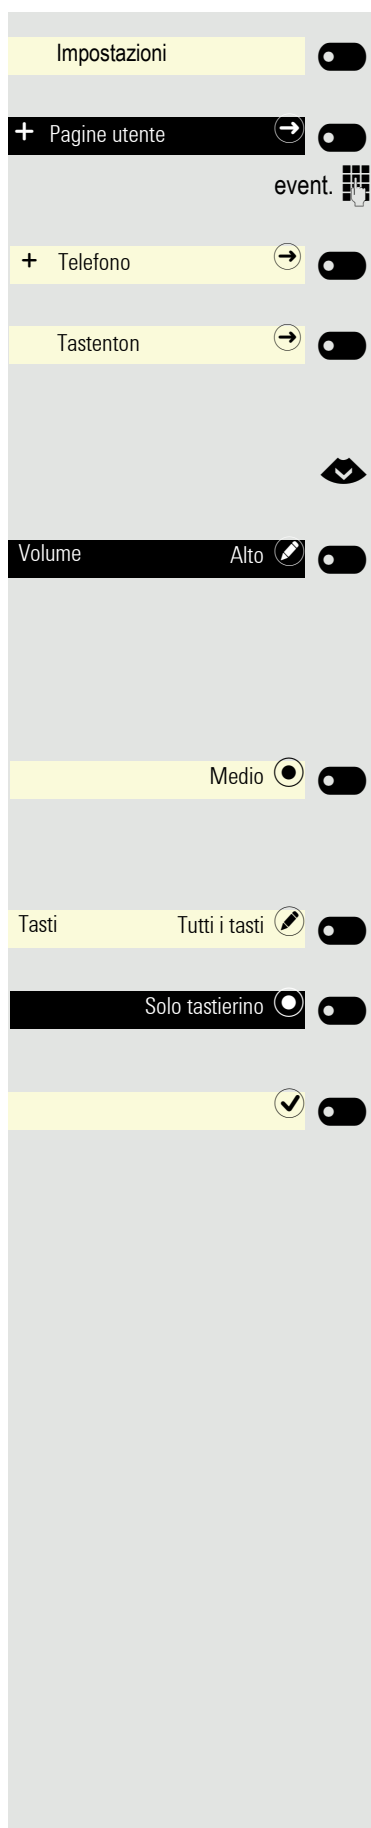 Impostazioni
+ Pagine utente
event.
+ Telefono
Tastenton
Volume Alto
Medio
Tasti Tutti i tasti
Solo tastierino